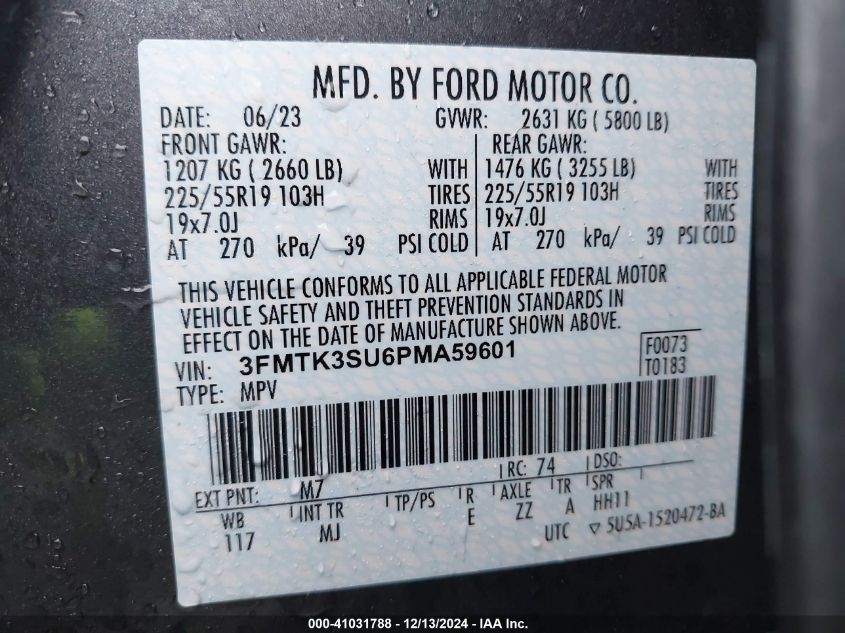 MFD. BY FORD MOTOR CO.
DATE: 06/23 GVWR: 2631 KG ( 5800 LB)
FRONT GAWR: REAR GAWR:
1207 KG ( 2660 LB) WITH 1476 KG ( 3255 LB) WITH
225/55R19 103H TIRES 225/55R19 103H TIRES
19x7.0J RIMS 19x7.0J RIMS
AT 270 kPa/ 39 PSI COLD AT 270 kPa/ 39 PSI COLD
THIS VEHICLE CONFORMS TO ALL APPLICABLE FEDERAL MOTOR
VEHICLE SAFETY AND THEFT PREVENTION STANDARDS IN
EFFECT ON THE DATE OF MANUFACTURE SHOWN ABOVE.
VIN: 3FMTK3SU6PMA59601 F0073
TYPE: MPV T0183
EXT PNT: M7 RC: 74 DSO:
WB INT TR TP/PS R AXLE TR SPR
117 MJ E ZZ A HH11
UTC ▽ 5U5A-1520472-BA
000-41031788 - 12/13/2024 - IAA Inc.